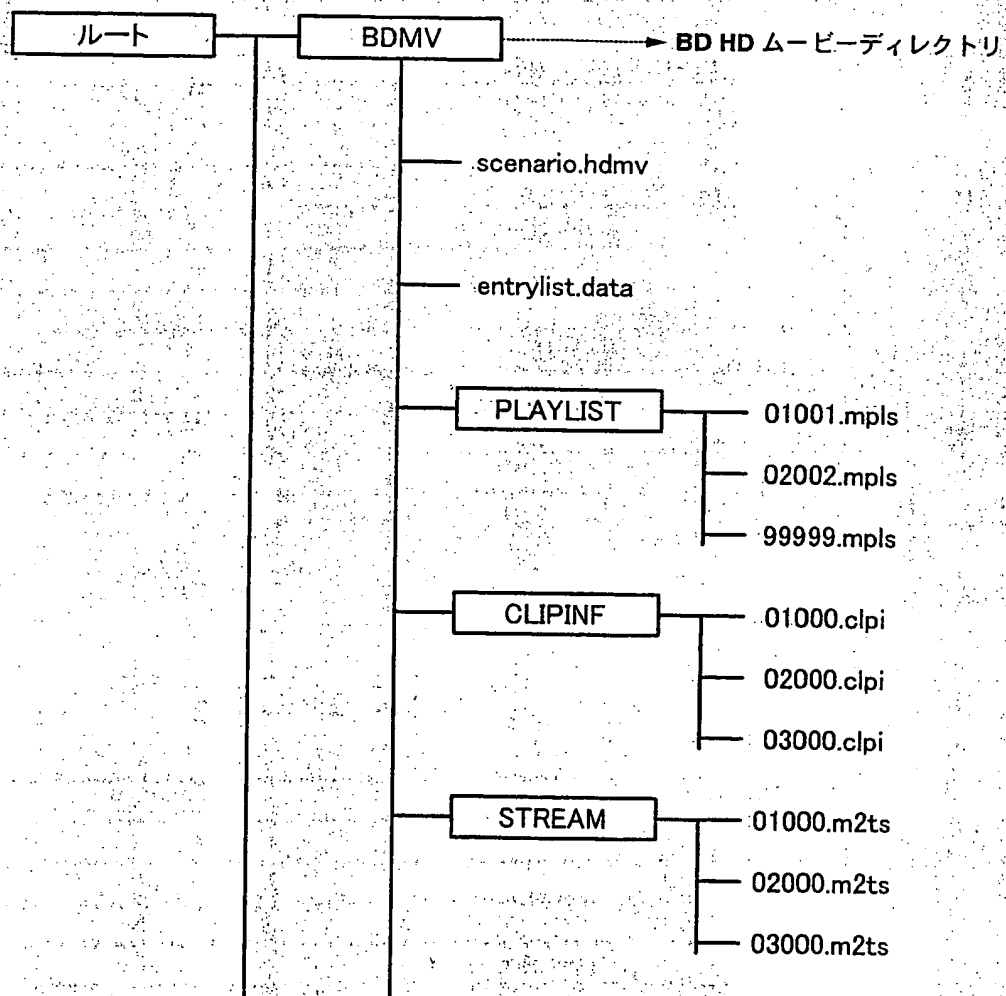 ルート
BDMV
BD HD ムービーディレクトリ
scenario.hdmv
entrylist.data
PLAYLIST
01001.mpls
02002.mpls
99999.mpls
CLIPINF
01000.clpi
02000.clpi
03000.clpi
STREAM
01000.m2ts
02000.m2ts
03000.m2ts